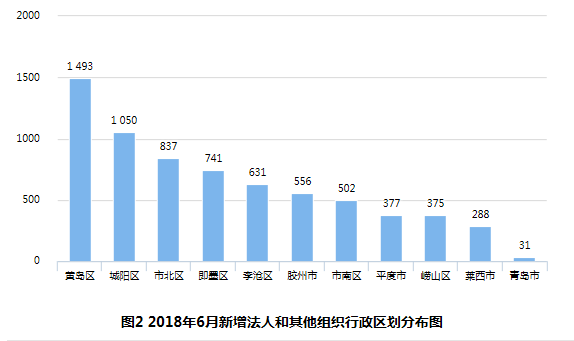 2000
1500
1000
500
0
1 493
1 050
837
741
631
556
502
377
375
288
31
黄岛区
城阳区
市北区
即墨区
李沧区
胶州市
市南区
平度市
崂山区
莱西市
青岛市
图2 2018年6月新增法人和其他组织行政区划分布图